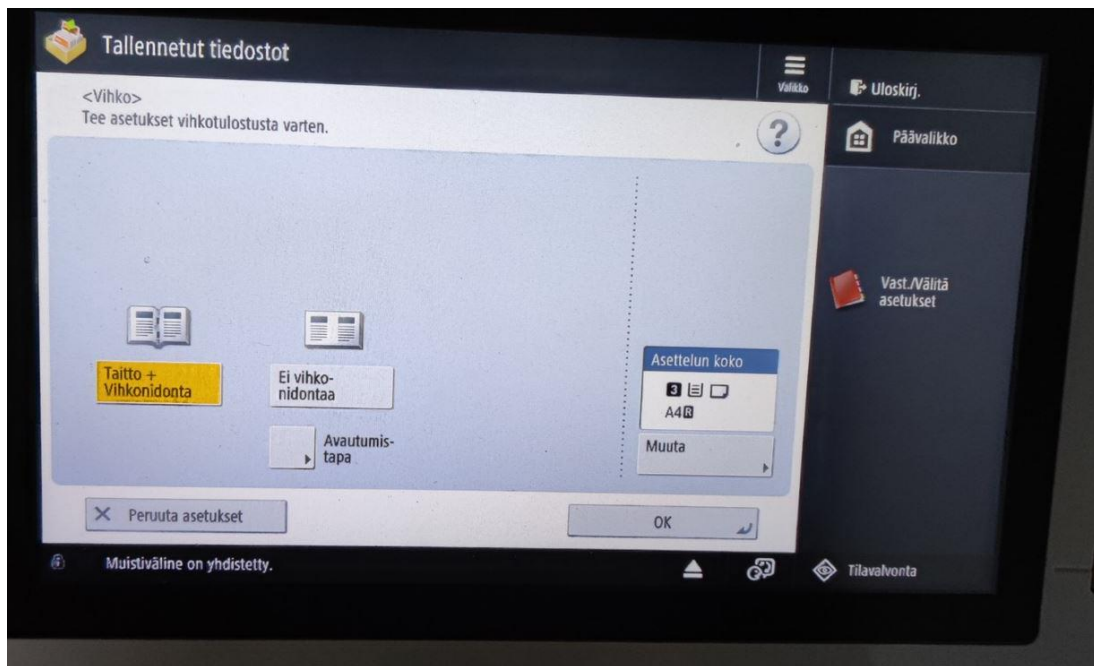 Tallennetut tiedostot
Valikko
Uloskirj.
<Vihko>
Tee asetukset vihkotulostusta varten.
?
Päävalikko
Vast./Välitä
asetukset
Taitto +
Vihkonidonta
Ei vihko-
nidontaa
Avautumis-
tapa
Asettelun koko
3
A4R
Muuta
Peruuta asetukset
OK
Muistiväline on yhdistetty.
Tilavalvonta